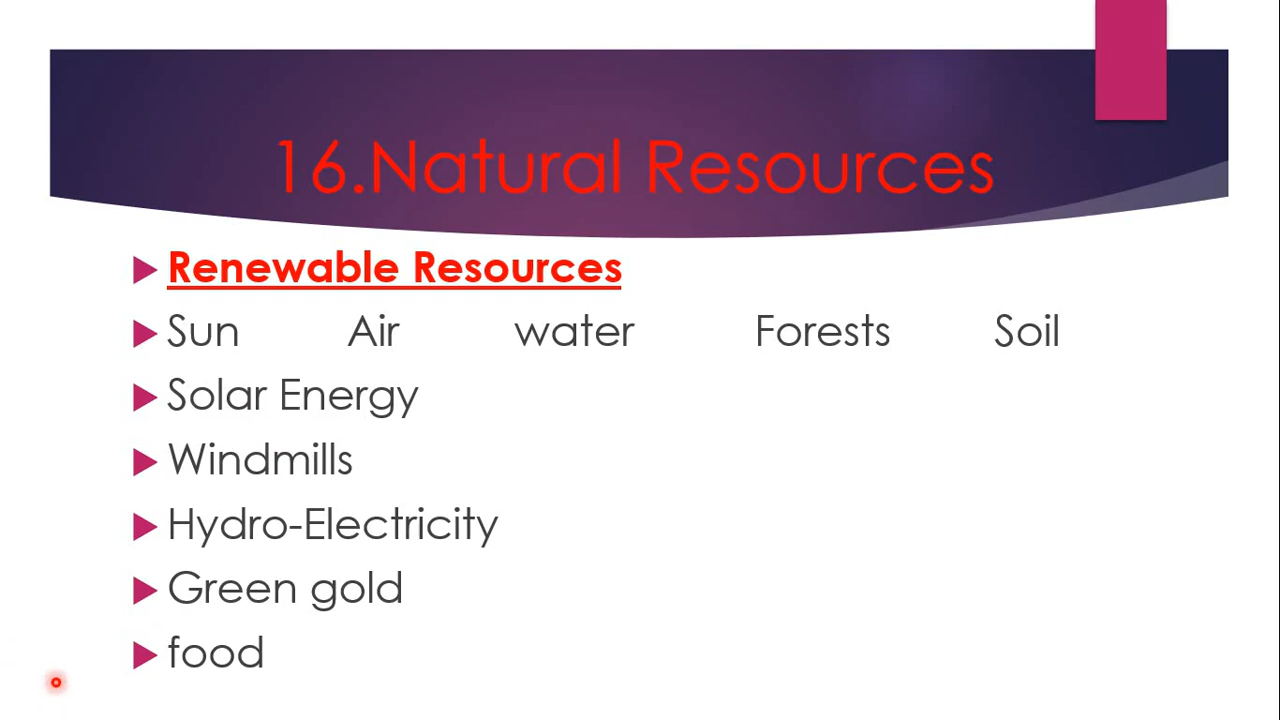 16.Natural Resources
Renewable Resources
Sun Air water Forests Soil
Solar Energy
Windmills
Hydro-Electricity
Green gold
food